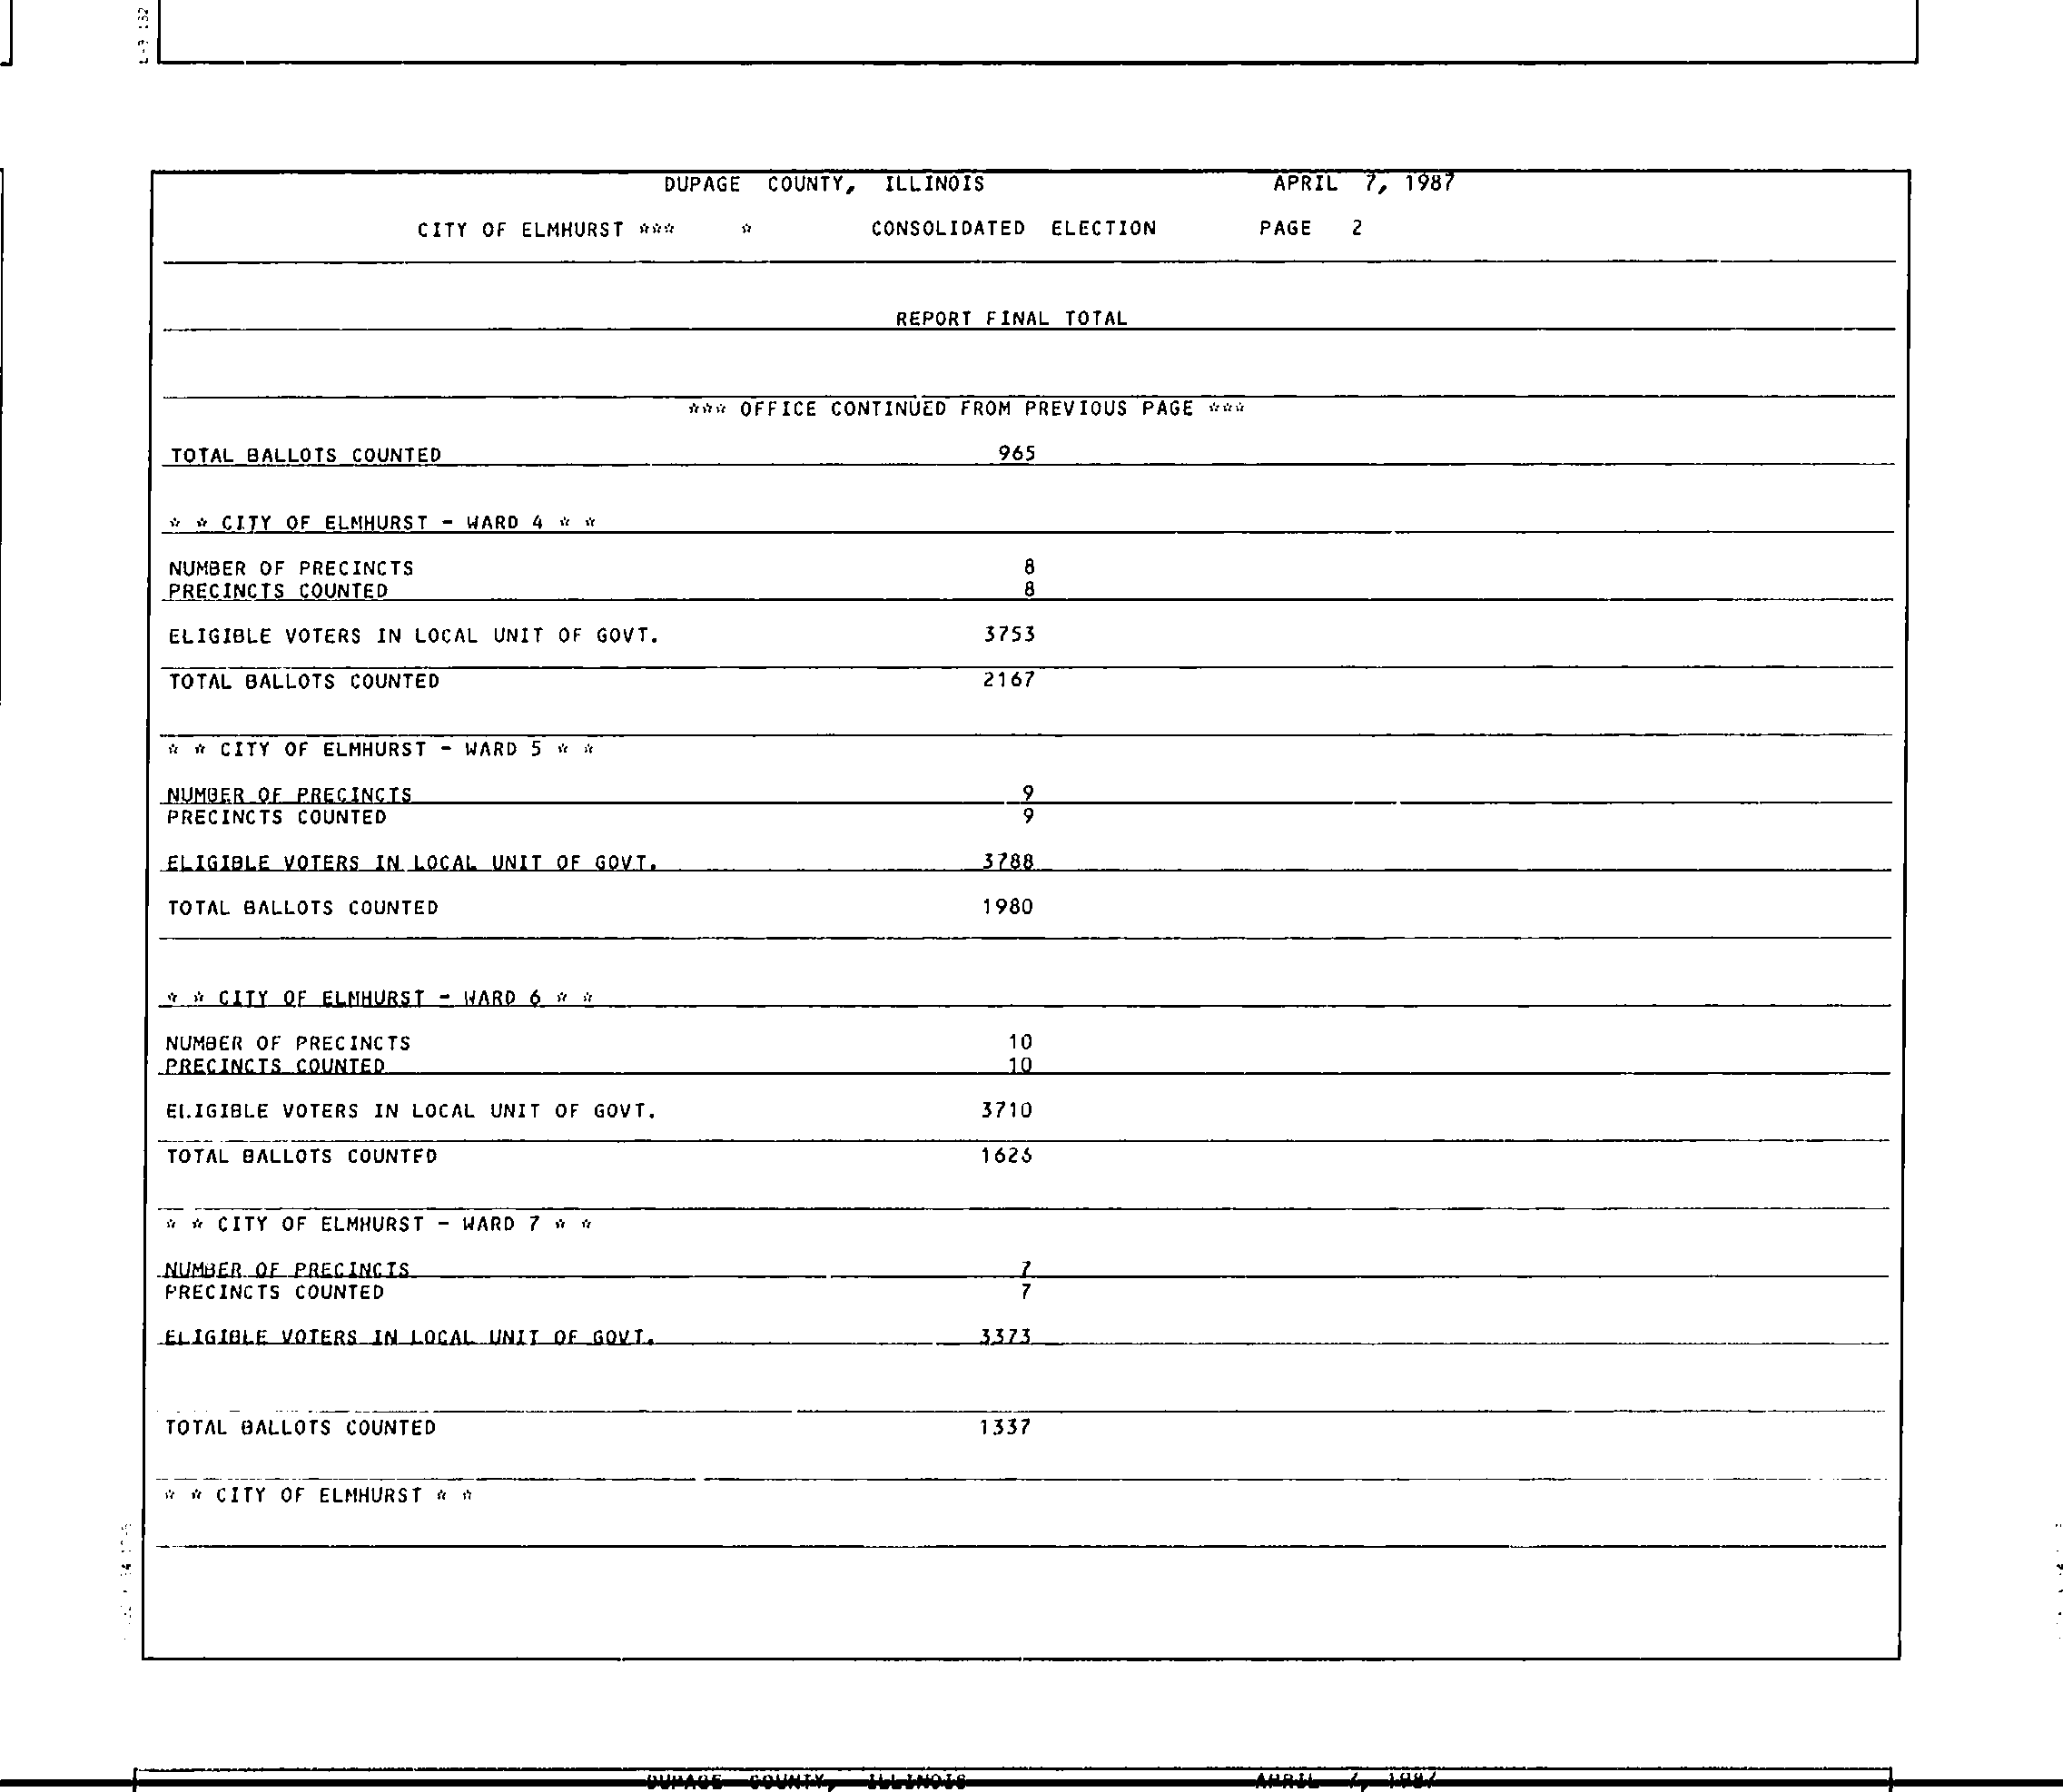 DUPAGE COUNTY, ILLINOIS APRIL 7, 1987
CITY OF ELMHURST *** * CONSOLIDATED ELECTION PAGE 2
REPORT FINAL TOTAL
*** OFFICE CONTINUED FROM PREVIOUS PAGE ***
TOTAL BALLOTS COUNTED 965
* * CITY OF ELMHURST - WARD 4 * *
NUMBER OF PRECINCTS 8
PRECINCTS COUNTED 8
ELIGIBLE VOTERS IN LOCAL UNIT OF GOVT. 3753
TOTAL BALLOTS COUNTED 2167
* * CITY OF ELMHURST - WARD 5 * *
NUMBER OF PRECINCTS 9
PRECINCTS COUNTED 9
ELIGIBLE VOTERS IN LOCAL UNIT OF GOVT. 3788
TOTAL BALLOTS COUNTED 1980
* * CITY OF ELMHURST - WARD 6 * *
NUMBER OF PRECINCTS 10
PRECINCTS COUNTED 10
ELIGIBLE VOTERS IN LOCAL UNIT OF GOVT. 3710
TOTAL BALLOTS COUNTED 1626
* * CITY OF ELMHURST - WARD 7 * *
NUMBER OF PRECINCTS 7
PRECINCTS COUNTED 7
ELIGIBLE VOTERS IN LOCAL UNIT OF GOVT. 3373
TOTAL BALLOTS COUNTED 1337
* * CITY OF ELMHURST * *
DUPAGE COUNTY, ILLINOIS APRIL 7, 1987